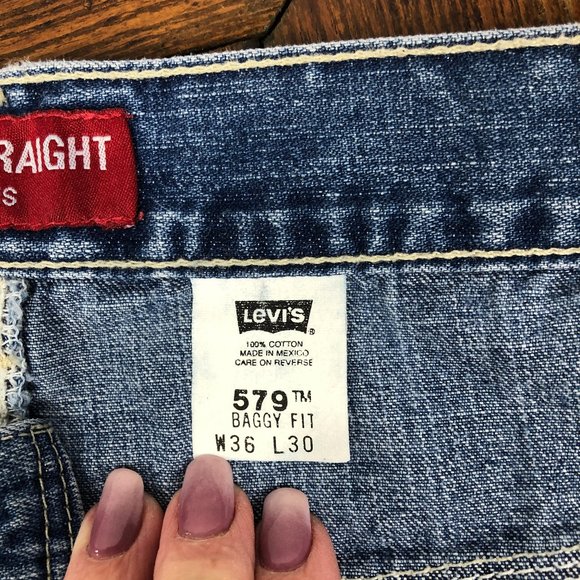 RAIGHT
'S
LEVI'S
®
100% COTTON
MADE IN MEXICO
CARE ON REVERSE
579™
BAGGY FIT
W36 L30